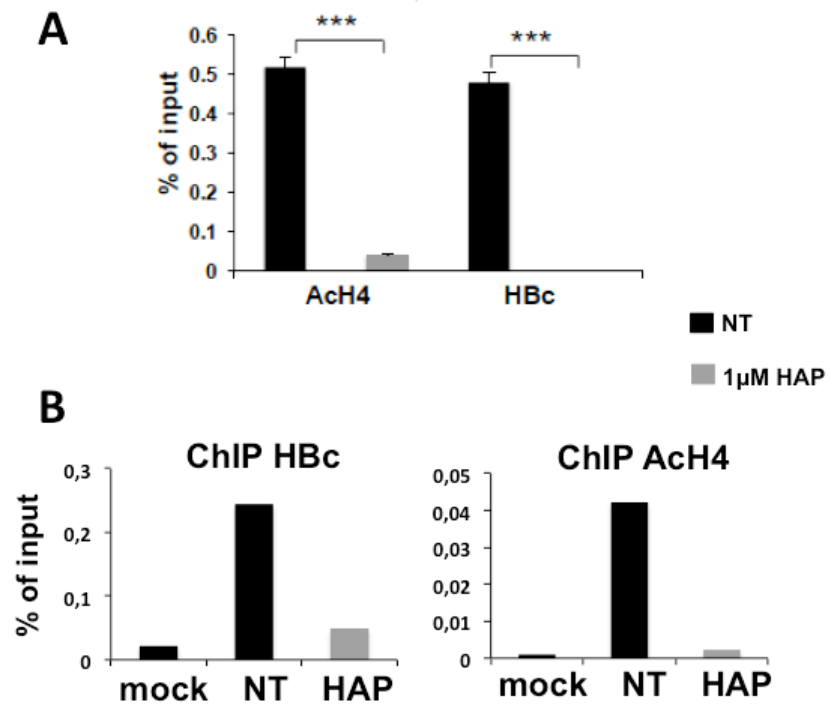 A
***
***
0.6
0.5
0.4
0.3
0.2
0.1
0
% of input
AcH4 HBc
NT
1µM HAP
B
ChIP HBc
0,3
0,2
0,1
0
% of input
mock NT HAP
ChIP AcH4
0,05
0,04
0,03
0,02
0,01
0
mock NT HAP